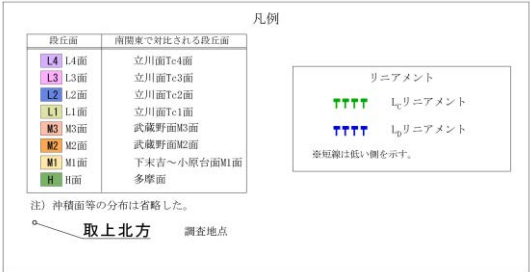 凡例
段丘面 南関東で対比される段丘面
L4 L4面 立川面Tc4面
L3 L3面 立川面Tc3面
L2 L2面 立川面Tc2面
L1 L1面 立川面Tc1面
M3 M3面 武蔵野面M3面
M2 M2面 武蔵野面M2面
M1 M1面 下末吉～小原台面M1面
H H面 多摩面
注）沖積面等の分布は省略した。
取上北方 調査地点
リニアメント
LCリニアメント
LDリニアメント
※短線は低い側を示す。